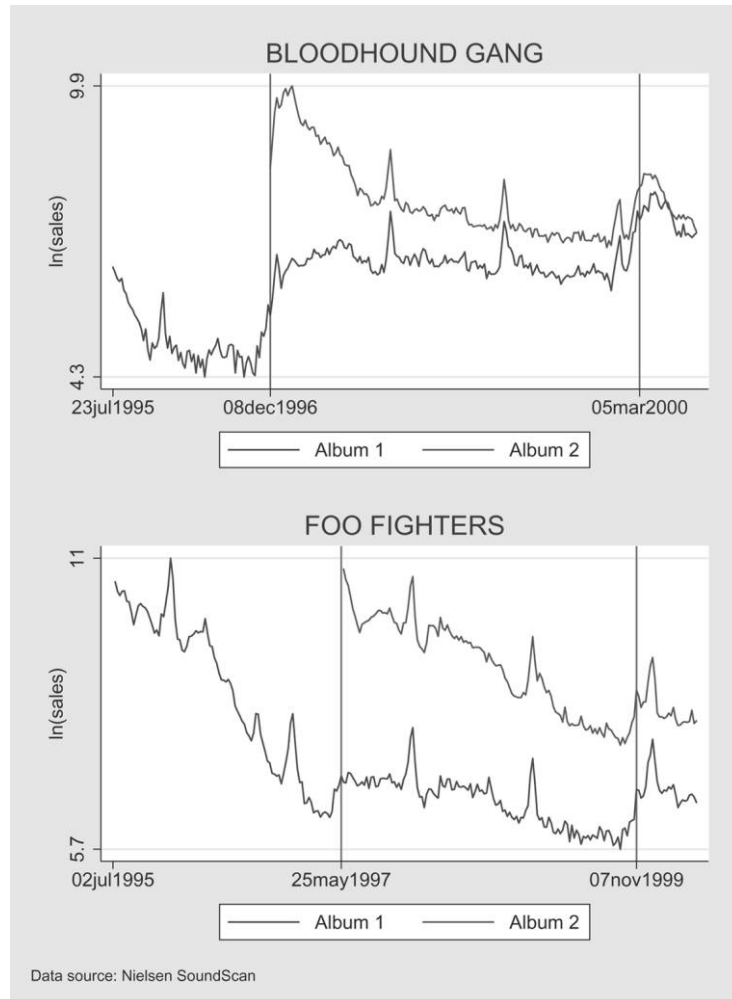 BLOODHOUND GANG
9.9
ln(sales)
4.3
23jul1995 08dec1996 05mar2000
Album 1 Album 2
FOO FIGHTERS
11
ln(sales)
5.7
02jul1995 25may1997 07nov1999
Album 1 Album 2
Data source: Nielsen SoundScan